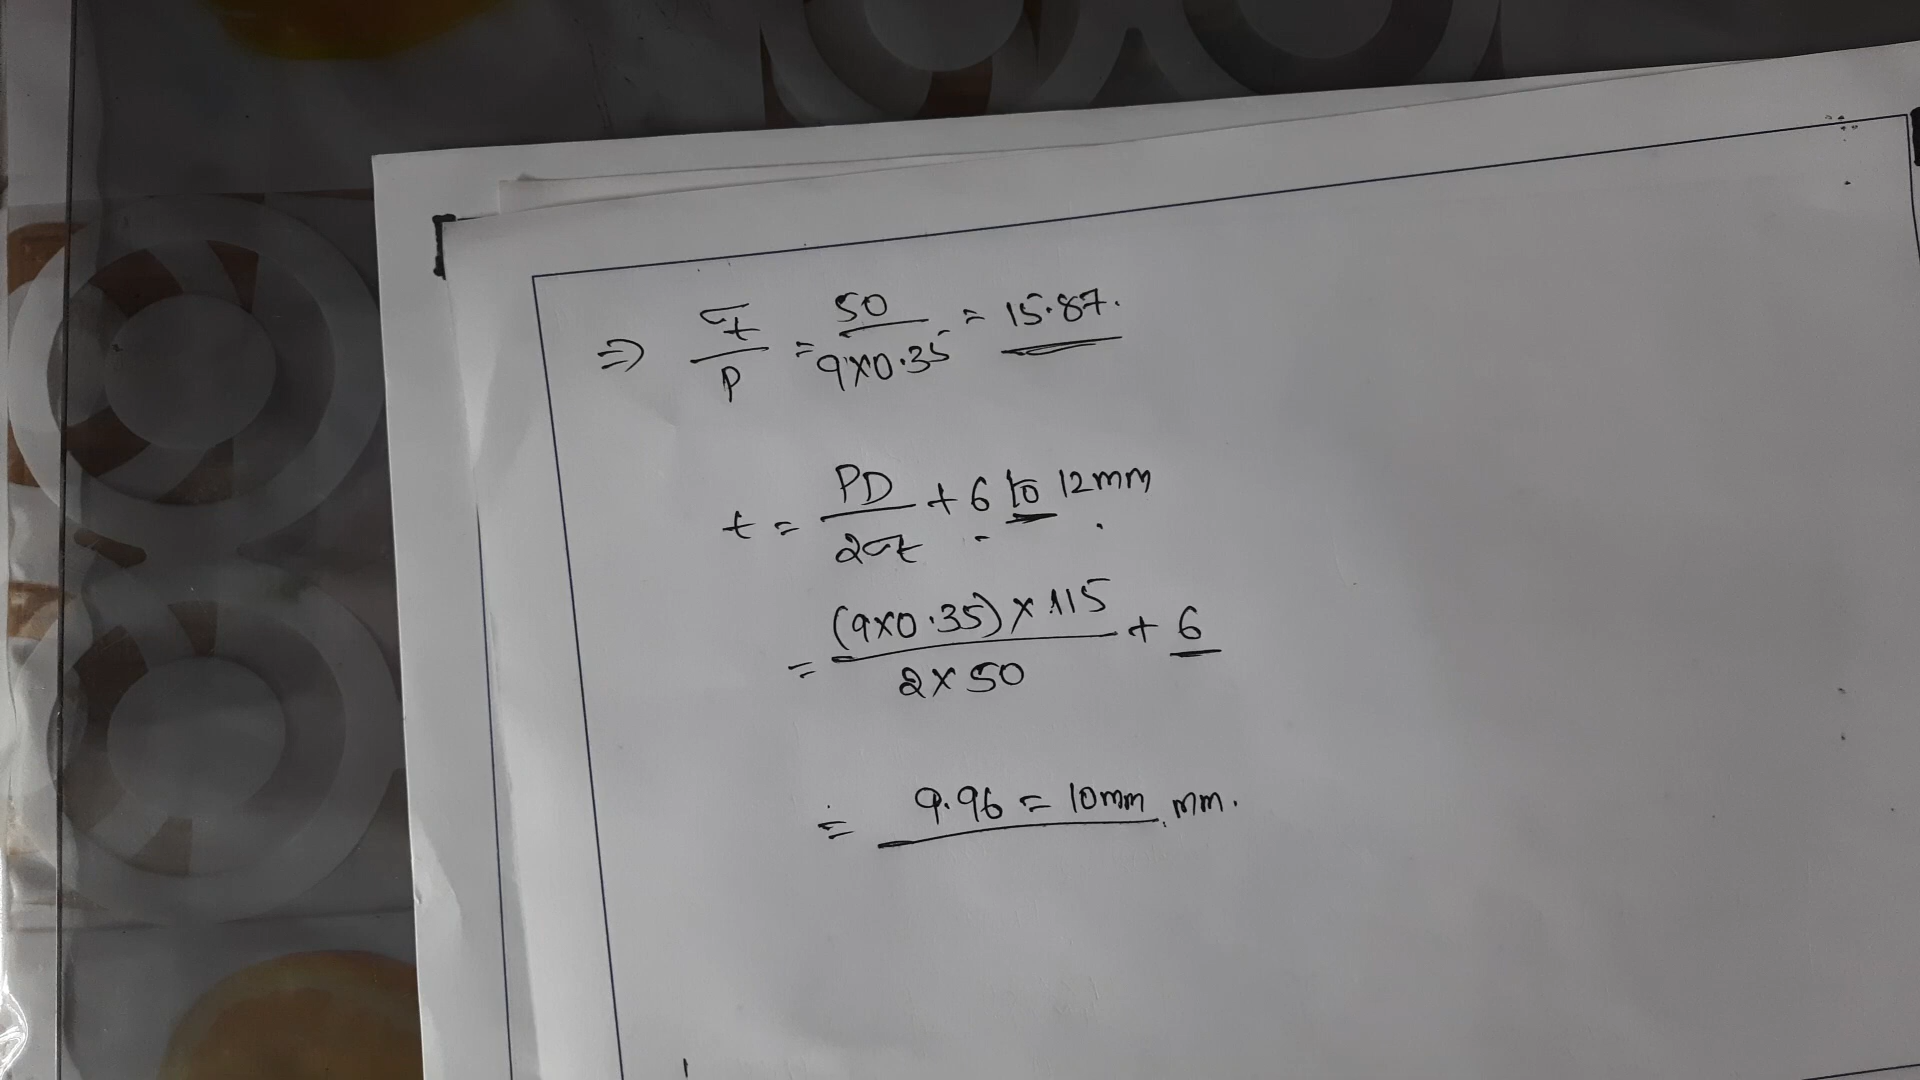 ⇒ σt/P = 50/9×0.35 = 15.87.
t = PD/2σt + 6 to 12mm
= (9×0.35)×115/2×50 + 6
= 9.96 = 10mm mm.